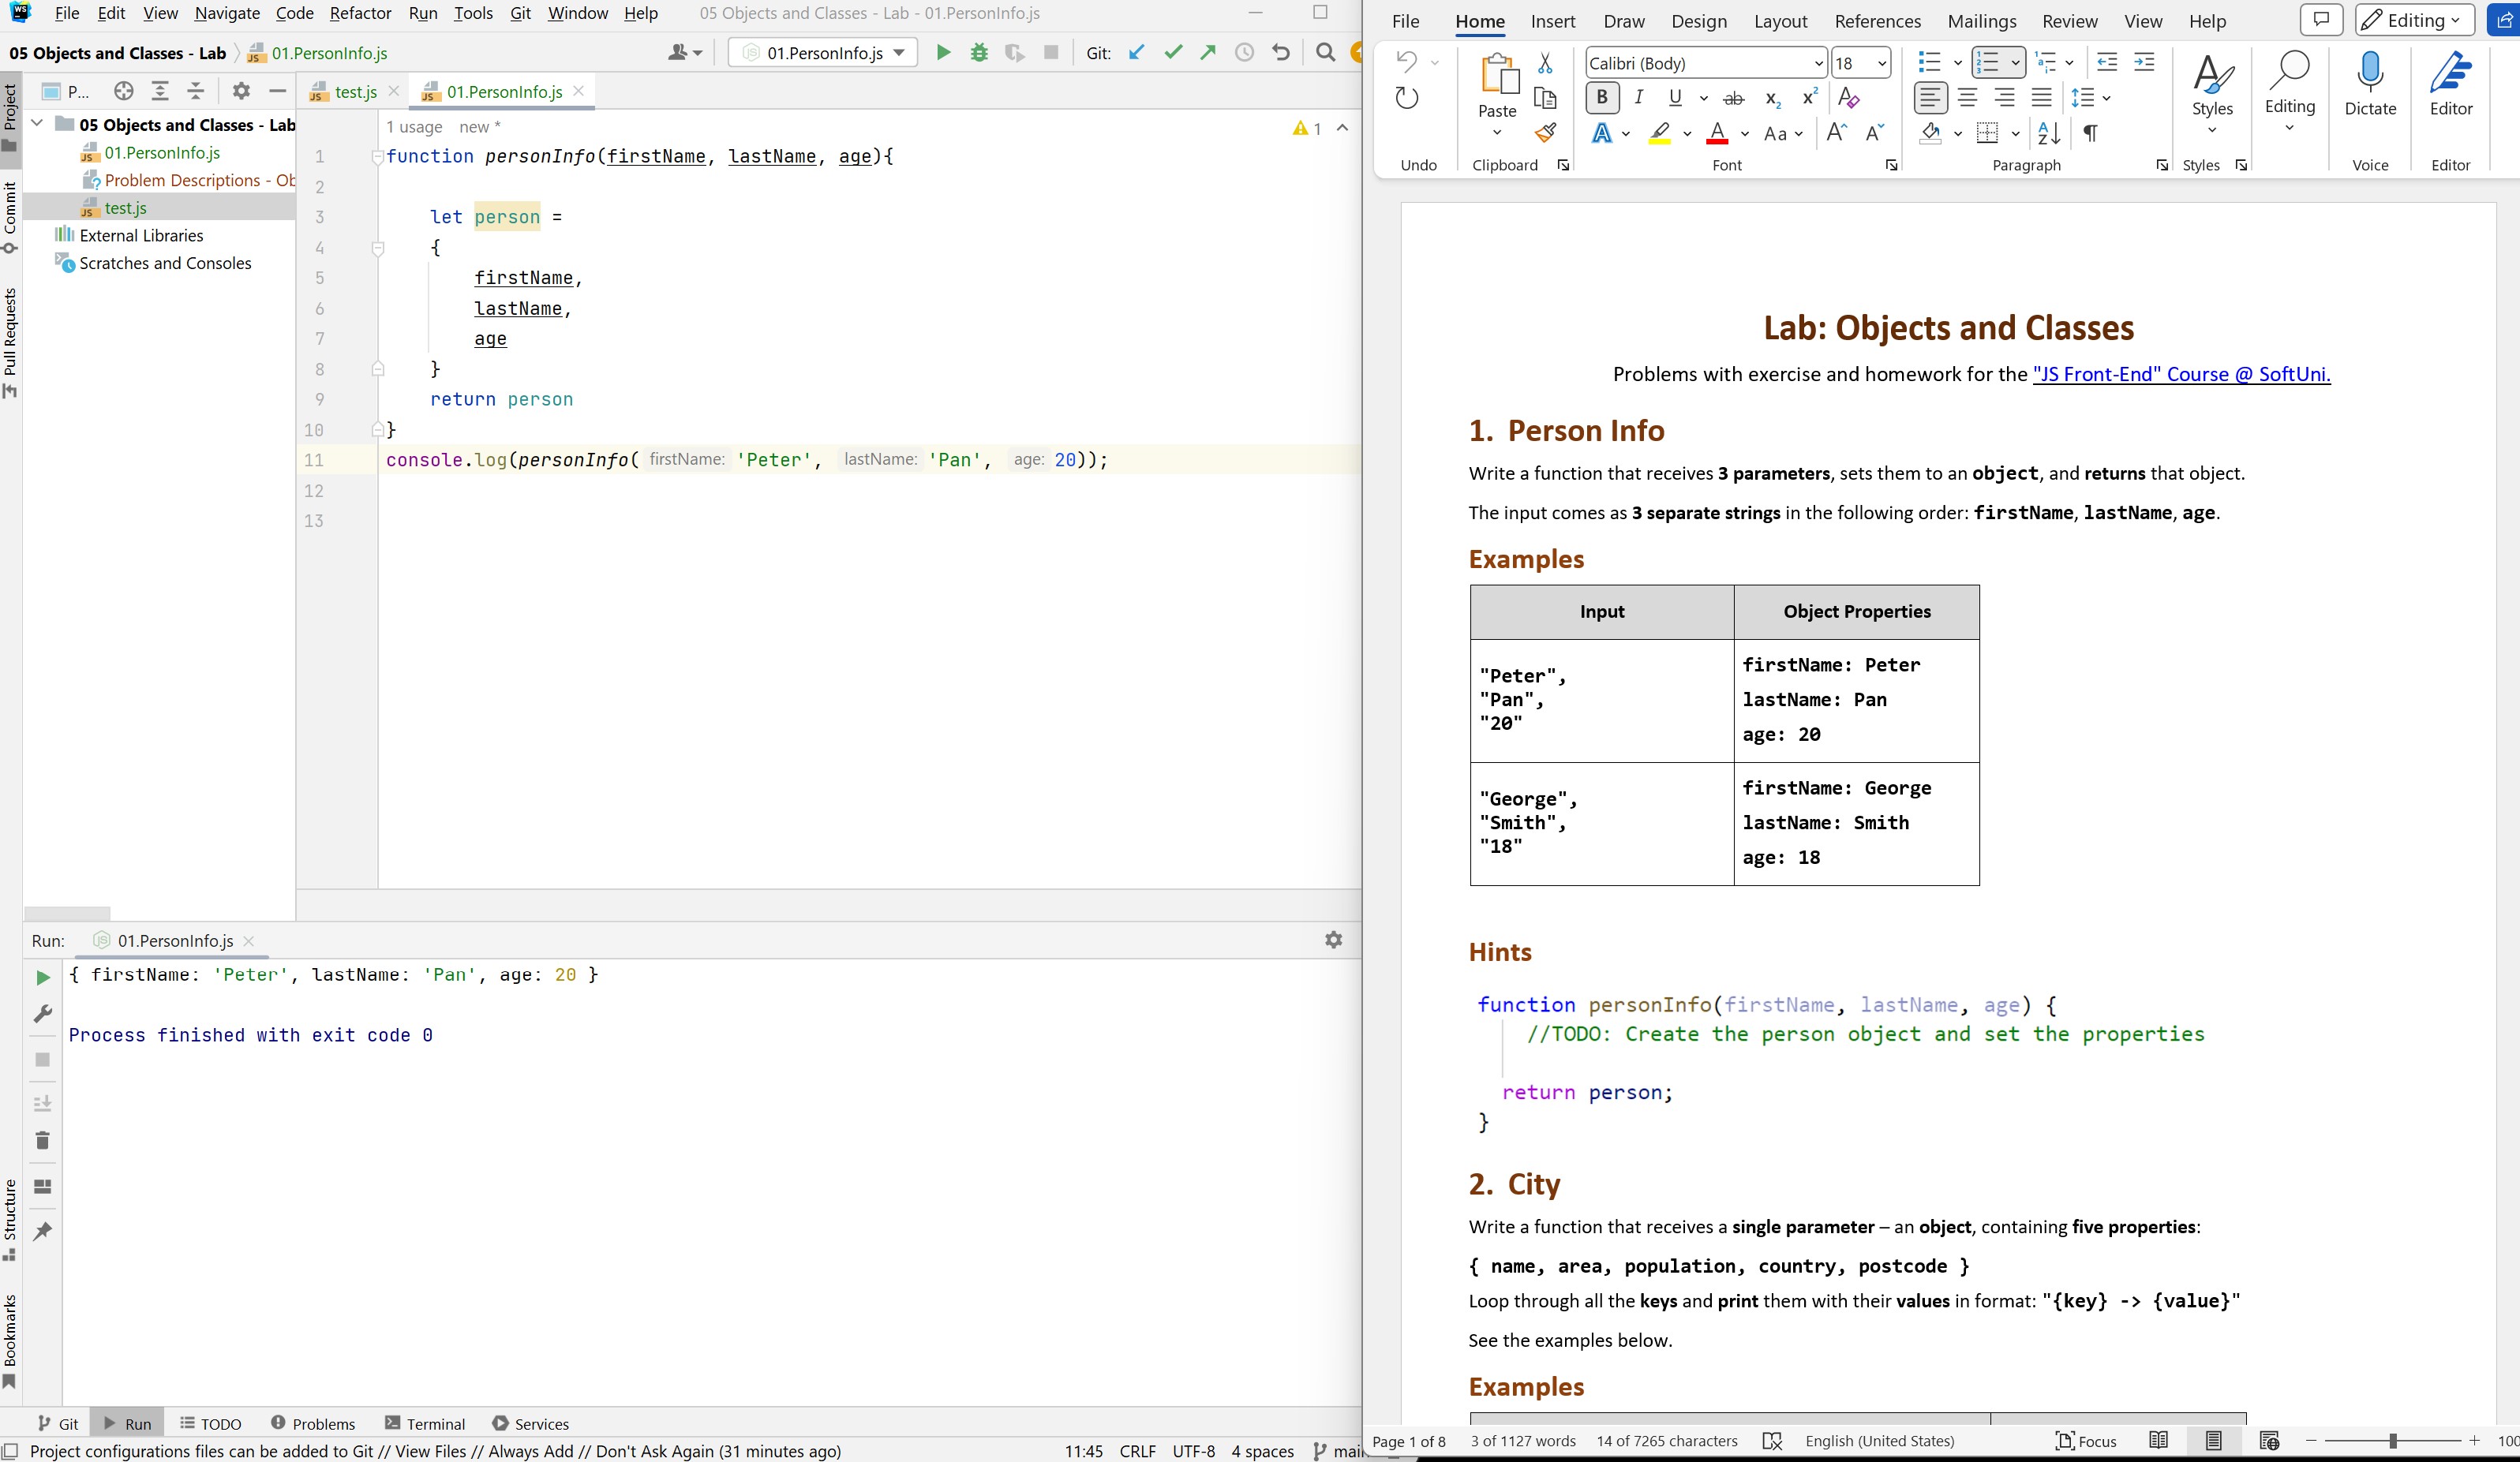 File Edit View Navigate Code Refactor Run Tools Git Window Help 05 Objects and Classes - Lab - 01.PersonInfo.js
05 Objects and Classes - Lab 01.PersonInfo.js
01.PersonInfo.js Git:
P...
test.js 01.PersonInfo.js
Project
Commit
Pull Requests
05 Objects and Classes - Lab
01.PersonInfo.js
Problem Descriptions - Ob
test.js
External Libraries
Scratches and Consoles
1 usage new * 1
1 function personInfo(firstName, lastName, age){
2
3 let person =
4 {
5 firstName,
6 lastName,
7 age
8 }
9 return person
10 }
11 console.log(personInfo( firstName: 'Peter', lastName: 'Pan', age: 20));
12
13
Run: 01.PersonInfo.js
{ firstName: 'Peter', lastName: 'Pan', age: 20 }
Process finished with exit code 0
Structure
Bookmarks
Git Run TODO Problems Terminal Services
Project configurations files can be added to Git // View Files // Always Add // Don't Ask Again (31 minutes ago) 11:45 CRLF UTF-8 4 spaces
File Home Insert Draw Design Layout References Mailings Review View Help Editing
Calibri (Body) 18
Paste
Styles Editing Dictate Editor
Undo Clipboard Font Paragraph Styles Voice Editor
Lab: Objects and Classes
Problems with exercise and homework for the "JS Front-End" Course @ SoftUni.
1. Person Info
Write a function that receives 3 parameters, sets them to an object, and returns that object.
The input comes as 3 separate strings in the following order: firstName, lastName, age.
Examples
Input Object Properties
"Peter",
"Pan",
"20"
firstName: Peter
lastName: Pan
age: 20
"George",
"Smith",
"18"
firstName: George
lastName: Smith
age: 18
Hints
function personInfo(firstName, lastName, age) {
//TODO: Create the person object and set the properties
return person;
}
2. City
Write a function that receives a single parameter – an object, containing five properties:
{ name, area, population, country, postcode }
Loop through all the keys and print them with their values in format: "{key} -> {value}"
See the examples below.
Examples
Page 1 of 8 3 of 1127 words 14 of 7265 characters English (United States) Focus 100